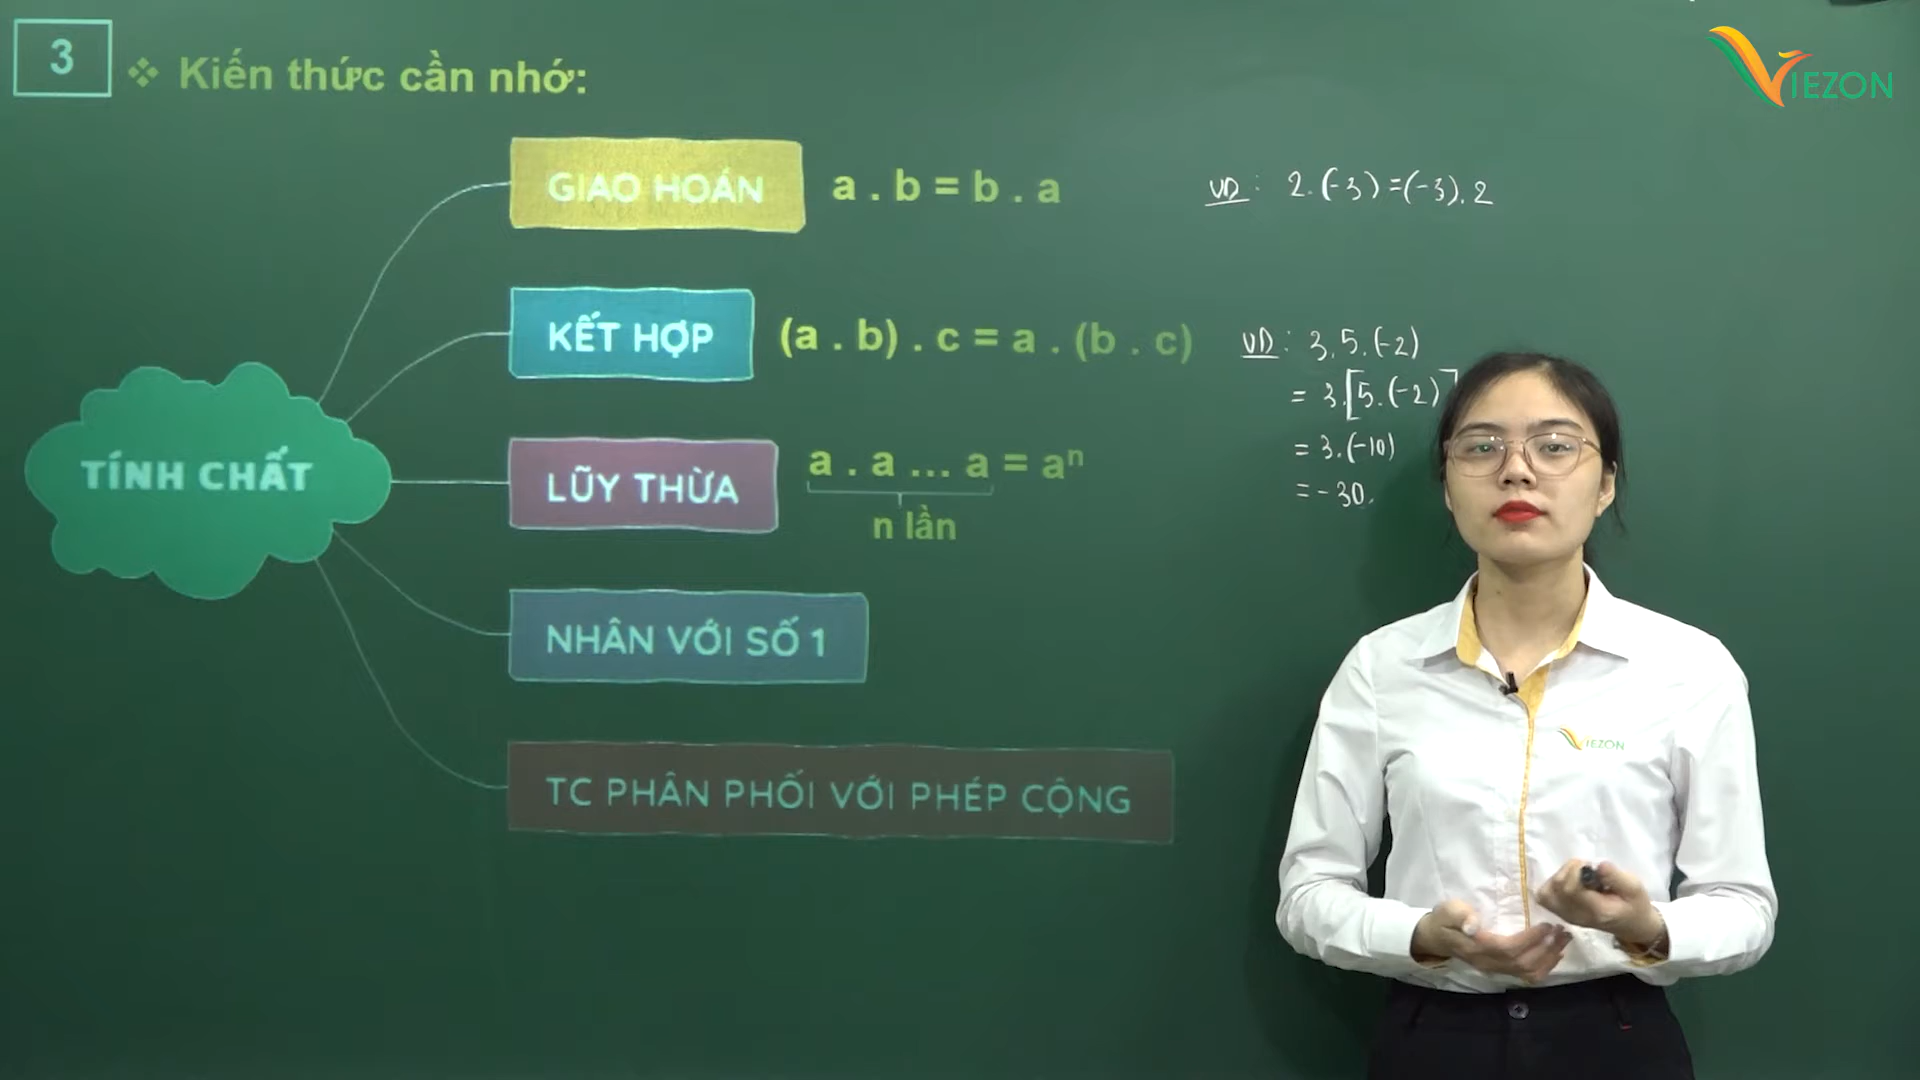 3
❖ Kiến thức cần nhớ:
VIEZON
GIAO HOÁN
a . b = b . a
VD : 2.(-3) = (-3).2
KẾT HỢP
(a . b) . c = a . (b . c)
VD : 3.5.(-2)
= 3.[5.(-2)]
= 3.(-10)
= -30.
TÍNH CHẤT
LŨY THỪA
a . a ... a = aⁿ
n lần
NHÂN VỚI SỐ 1
VIEZON
TC PHÂN PHỐI VỚI PHÉP CỘNG